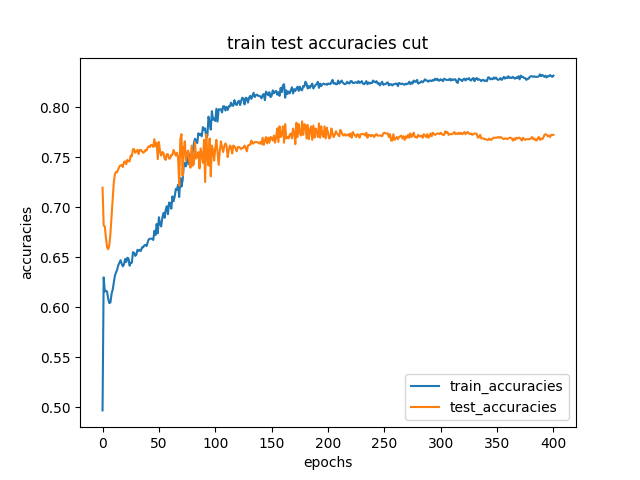 train test accuracies cut
accuracies
0.80
0.75
0.70
0.65
0.60
0.55
0.50
train_accuracies
test_accuracies
0 50 100 150 200 250 300 350 400
epochs